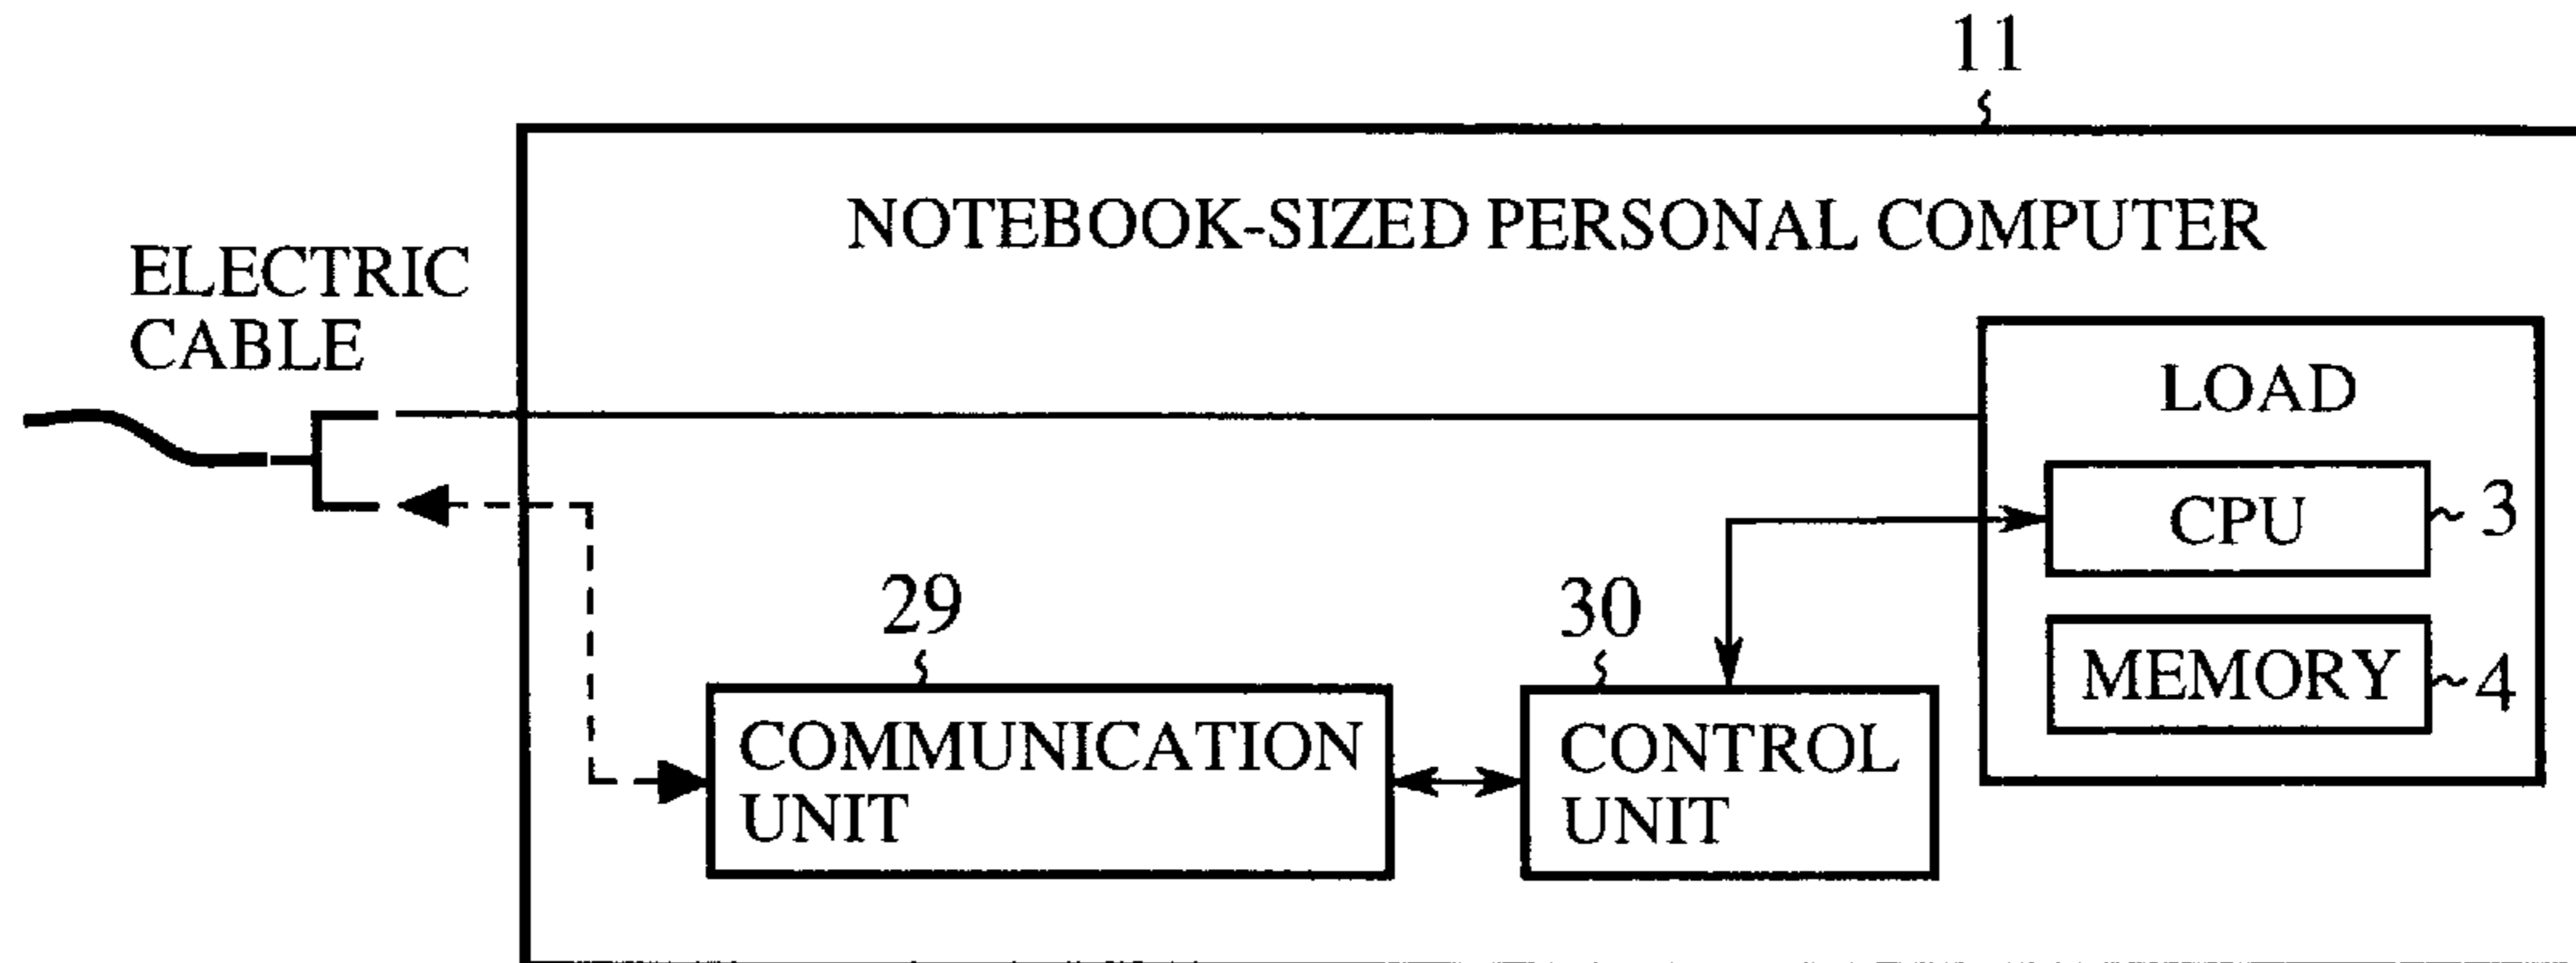 11
NOTEBOOK-SIZED PERSONAL COMPUTER
ELECTRIC
CABLE
LOAD
CPU
3
29
30
MEMORY
4
COMMUNICATION
UNIT
CONTROL
UNIT